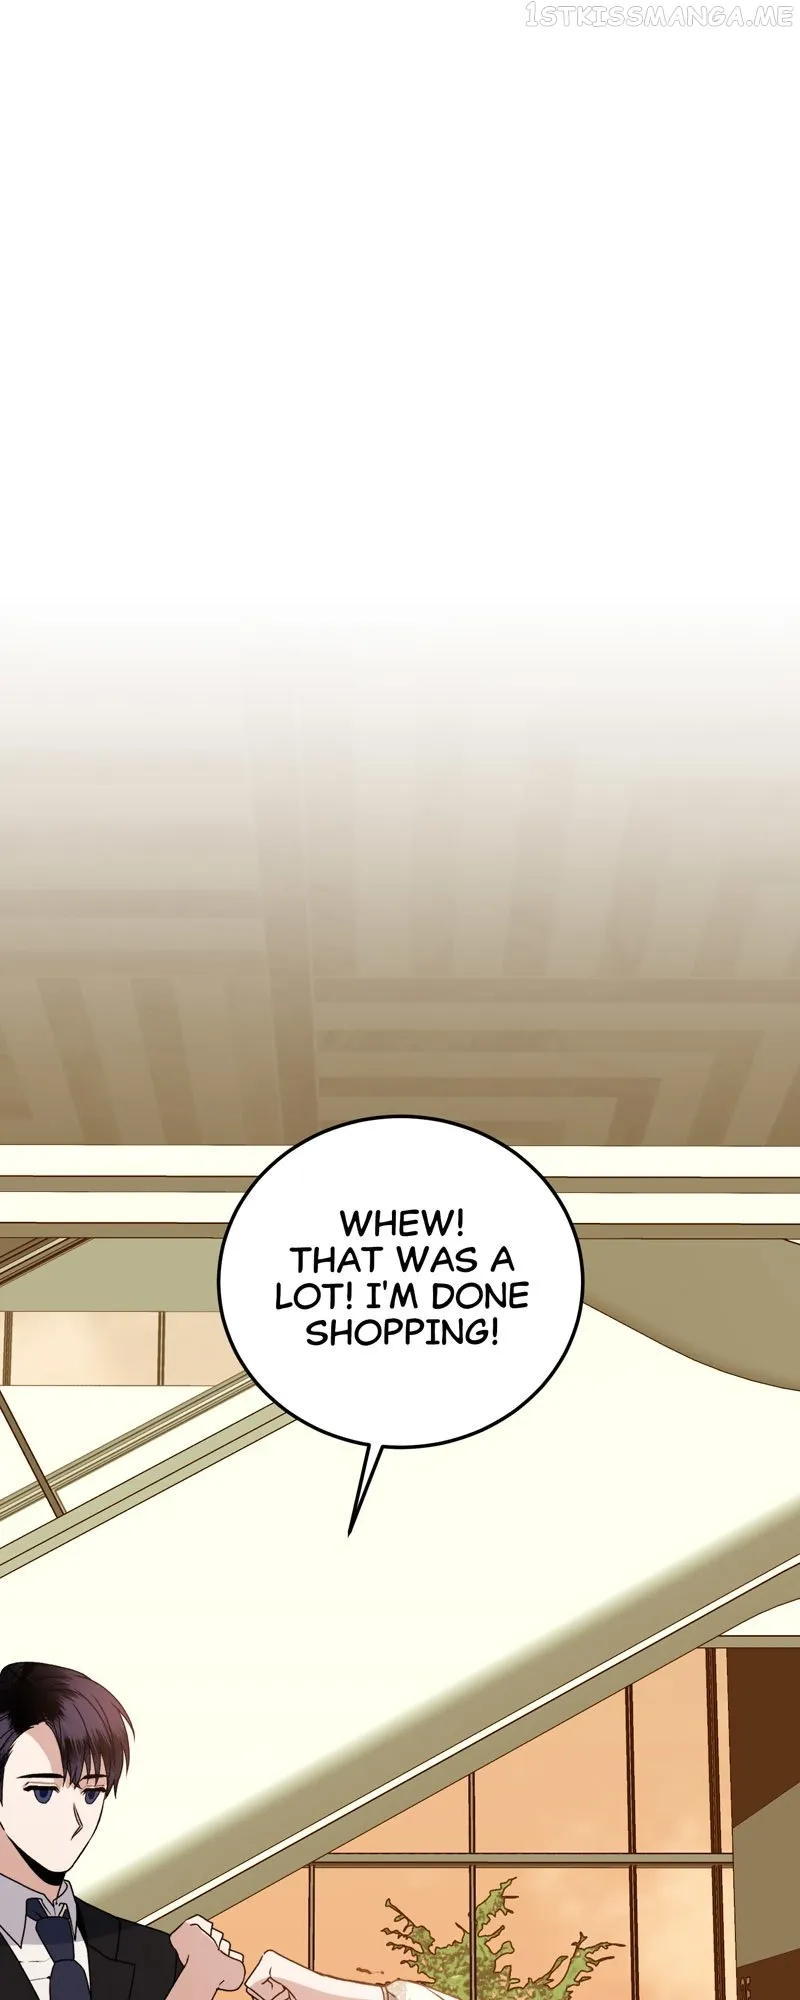 1STKISSMANGA.ME
WHEW!
THAT WAS A
LOT! I'M DONE
SHOPPING!